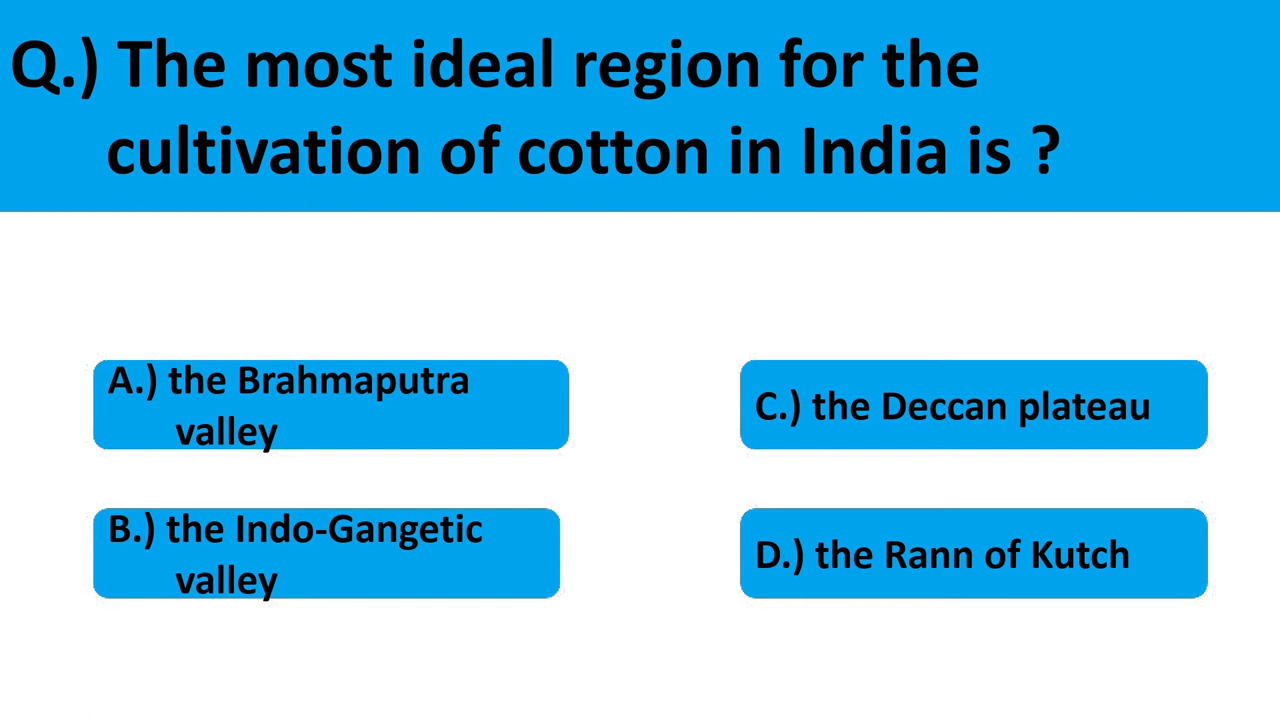 Q.) The most ideal region for the
cultivation of cotton in India is ?
A.) the Brahmaputra
valley
B.) the Indo-Gangetic
valley
C.) the Deccan plateau
D.) the Rann of Kutch